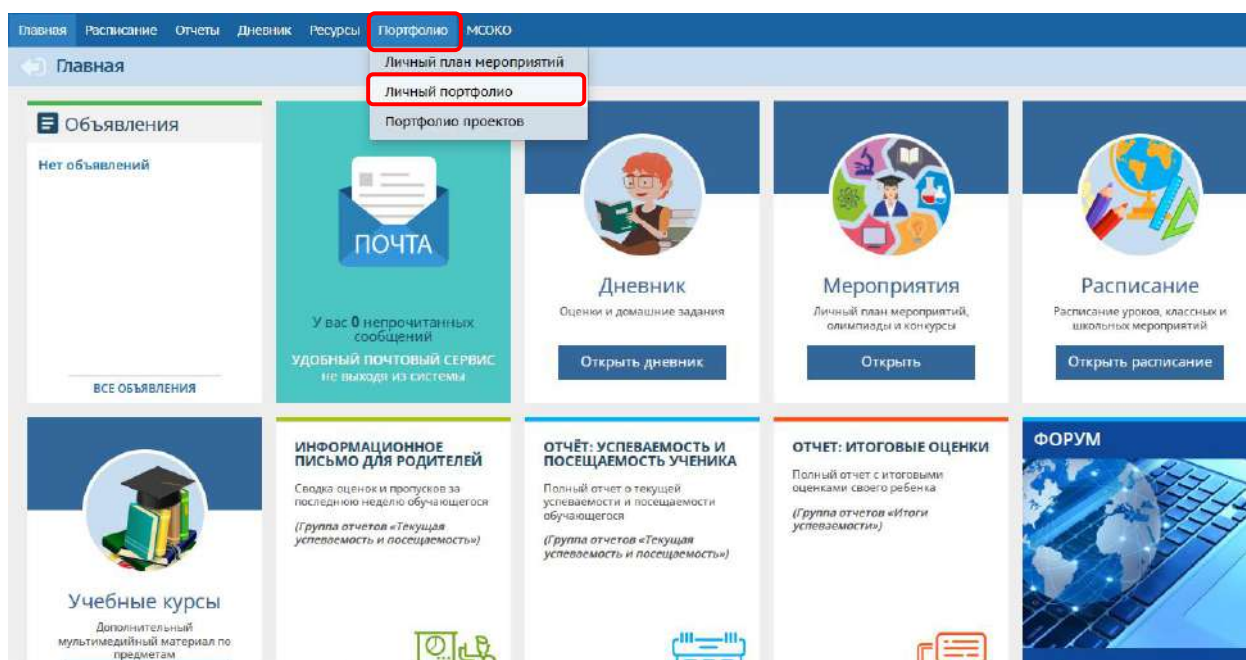 Главная Расписание Отчеты Дневник Ресурсы Портфолио МСОКО
Главная
Личный план мероприятий
Личный портфолио
Портфолио проектов
Объявления
Нет объявлений
ВСЕ ОБЪЯВЛЕНИЯ
ПОЧТА
У вас 0 непрочитанных
сообщений
УДОБНЫЙ ПОЧТОВЫЙ СЕРВИС
не выходя из системы
Дневник
Оценки и домашние задания
Открыть дневник
Мероприятия
Личный план мероприятий,
олимпиады и конкурсы
Открыть
Расписание
Расписание уроков, классных и
школьных мероприятий
Открыть расписание
Учебные курсы
Дополнительный
мультимедийный материал по
предметам
ИНФОРМАЦИОННОЕ
ПИСЬМО ДЛЯ РОДИТЕЛЕЙ
Сводка оценок и пропусков за
последнюю неделю обучающегося
(Группа отчетов «Текущая
успеваемость и посещаемость»)
ОТЧЁТ: УСПЕВАЕМОСТЬ И
ПОСЕЩАЕМОСТЬ УЧЕНИКА
Полный отчет о текущей
успеваемости и посещаемости
обучающегося
(Группа отчетов «Текущая
успеваемость и посещаемость»)
ОТЧЕТ: ИТОГОВЫЕ ОЦЕНКИ
Полный отчет с итоговыми
оценками своего ребенка
(Группа отчетов «Итоги
успеваемости»)
ФОРУМ